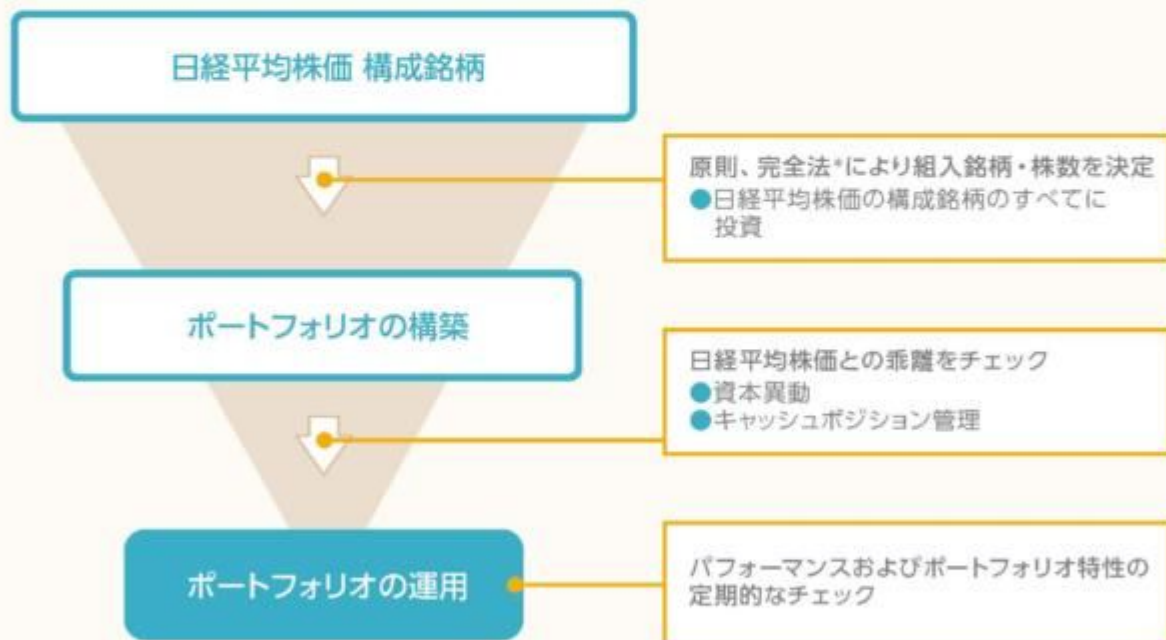 日経平均株価 構成銘柄
原則、完全法*により組入銘柄・株数を決定
●日経平均株価の構成銘柄のすべてに
投資
ポートフォリオの構築
日経平均株価との乖離をチェック
●資本異動
●キャッシュポジション管理
ポートフォリオの運用
パフォーマンスおよびポートフォリオ特性の
定期的なチェック